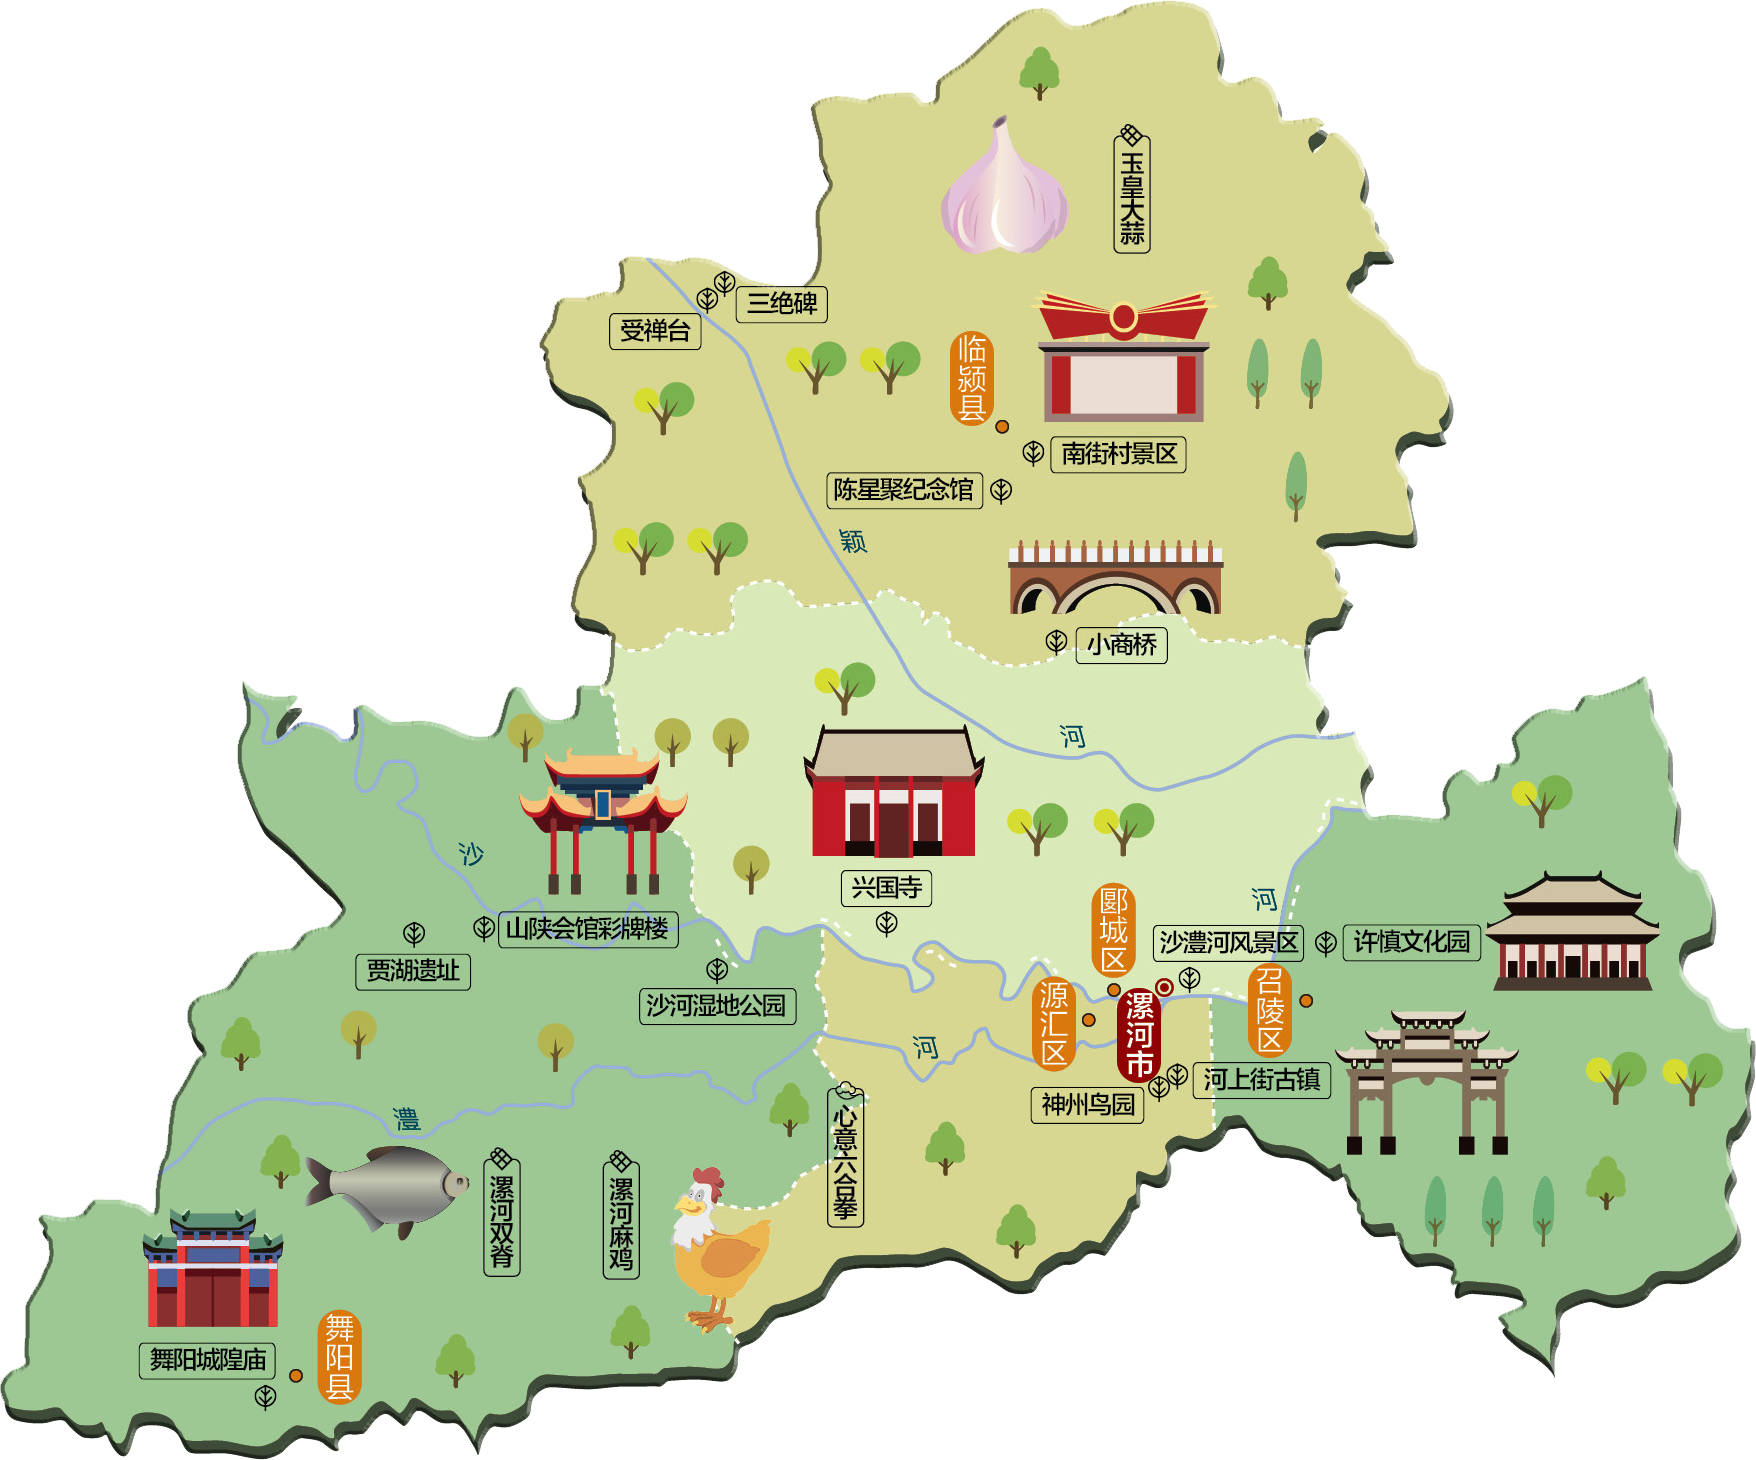 玉皇大蒜
三绝碑
受禅台
临颍县
南街村景区
陈星聚纪念馆
颖
小商桥
河
沙
兴国寺
郾城区
河
山陕会馆彩牌楼
沙澧河风景区
许慎文化园
贾湖遗址
沙河湿地公园
源汇区
漯河市
召陵区
河
神州鸟园
河上街古镇
澧
心意六合拳
漯河双脊
漯河麻鸡
舞阳城隍庙
舞阳县